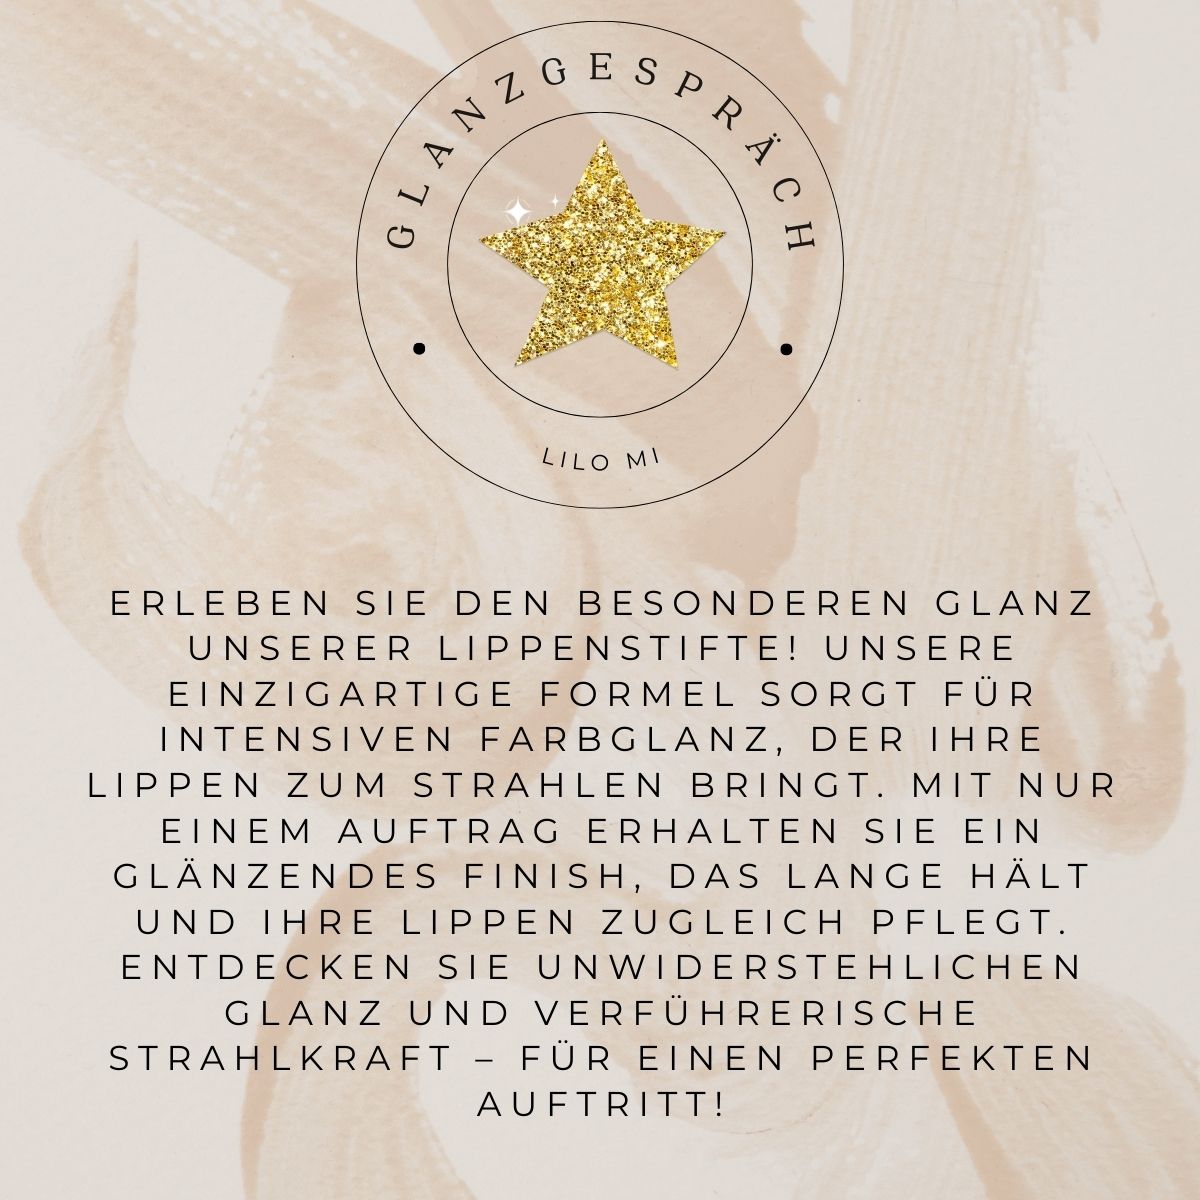 GLANZGESPRÄCH
LILO MI
ERLEBEN SIE DEN BESONDEREN GLANZ
UNSERER LIPPENSTIFTE! UNSERE
EINZIGARTIGE FORMEL SORGT FÜR
INTENSIVEN FARBGLANZ, DER IHRE
LIPPEN ZUM STRAHLEN BRINGT. MIT NUR
EINEM AUFTRAG ERHALTEN SIE EIN
GLÄNZENDES FINISH, DAS LANGE HÄLT
UND IHRE LIPPEN ZUGLEICH PFLEGT.
ENTDECKEN SIE UNWIDERSTEHLICHEN
GLANZ UND VERFÜHRERISCHE
STRAHLKRAFT – FÜR EINEN PERFEKTEN
AUFTRITT!